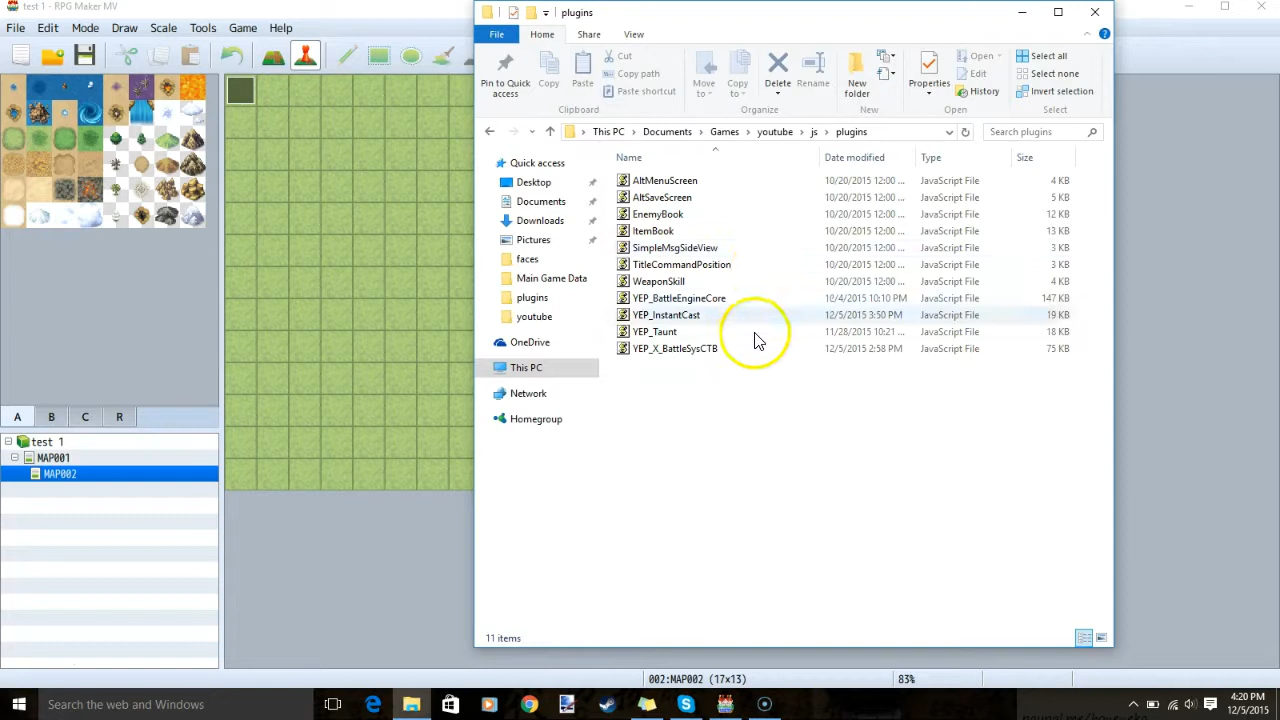 test 1 - RPG Maker MV
File Edit Mode Draw Scale Tools Game Help
plugins
File Home Share View
Pin to Quick access
Copy
Paste
Cut
Copy path
Paste shortcut
Clipboard
Move to
Copy to
Delete
Rename
Organize
New folder
New
Properties
Open
Edit
History
Open
Select all
Select none
Invert selection
Select
This PC > Documents > Games > youtube > js > plugins
Search plugins
Name Date modified Type Size
Quick access
Desktop
Documents
Downloads
Pictures
faces
Main Game Data
plugins
youtube
OneDrive
This PC
Network
Homegroup
AltMenuScreen 10/20/2015 12:00 ... JavaScript File 4 KB
AltSaveScreen 10/20/2015 12:00 ... JavaScript File 5 KB
EnemyBook 10/20/2015 12:00 ... JavaScript File 12 KB
ItemBook 10/20/2015 12:00 ... JavaScript File 13 KB
SimpleMsgSideView 10/20/2015 12:00 ... JavaScript File 3 KB
TitleCommandPosition 10/20/2015 12:00 ... JavaScript File 3 KB
WeaponSkill 10/20/2015 12:00 ... JavaScript File 4 KB
YEP_BattleEngineCore 12/4/2015 10:10 PM JavaScript File 147 KB
YEP_InstantCast 12/5/2015 3:50 PM JavaScript File 19 KB
YEP_Taunt 11/28/2015 10:21 ... JavaScript File 18 KB
YEP_X_BattleSysCTB 12/5/2015 2:58 PM JavaScript File 75 KB
11 items
A B C R
test 1
MAP001
MAP002
002:MAP002 (17x13) 83%
Search the web and Windows
4:20 PM
12/5/2015